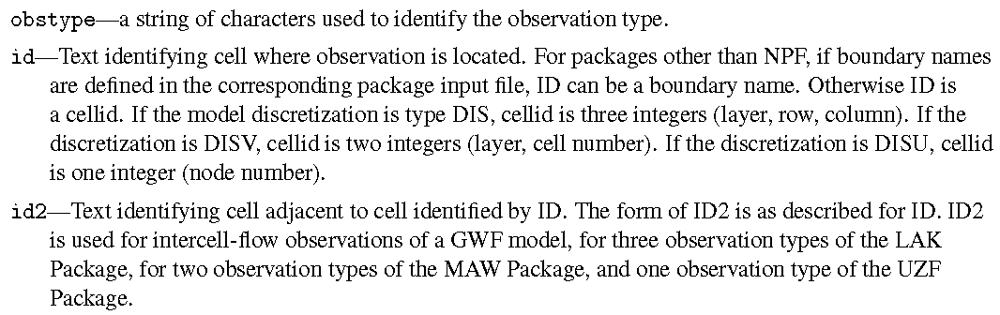 obstype—a string of characters used to identify the observation type.
id—Text identifying cell where observation is located. For packages other than NPF, if boundary names
are defined in the corresponding package input file, ID can be a boundary name. Otherwise ID is
a cellid. If the model discretization is type DIS, cellid is three integers (layer, row, column). If the
discretization is DISV, cellid is two integers (layer, cell number). If the discretization is DISU, cellid
is one integer (node number).
id2—Text identifying cell adjacent to cell identified by ID. The form of ID2 is as described for ID. ID2
is used for intercell-flow observations of a GWF model, for three observation types of the LAK
Package, for two observation types of the MAW Package, and one observation type of the UZF
Package.